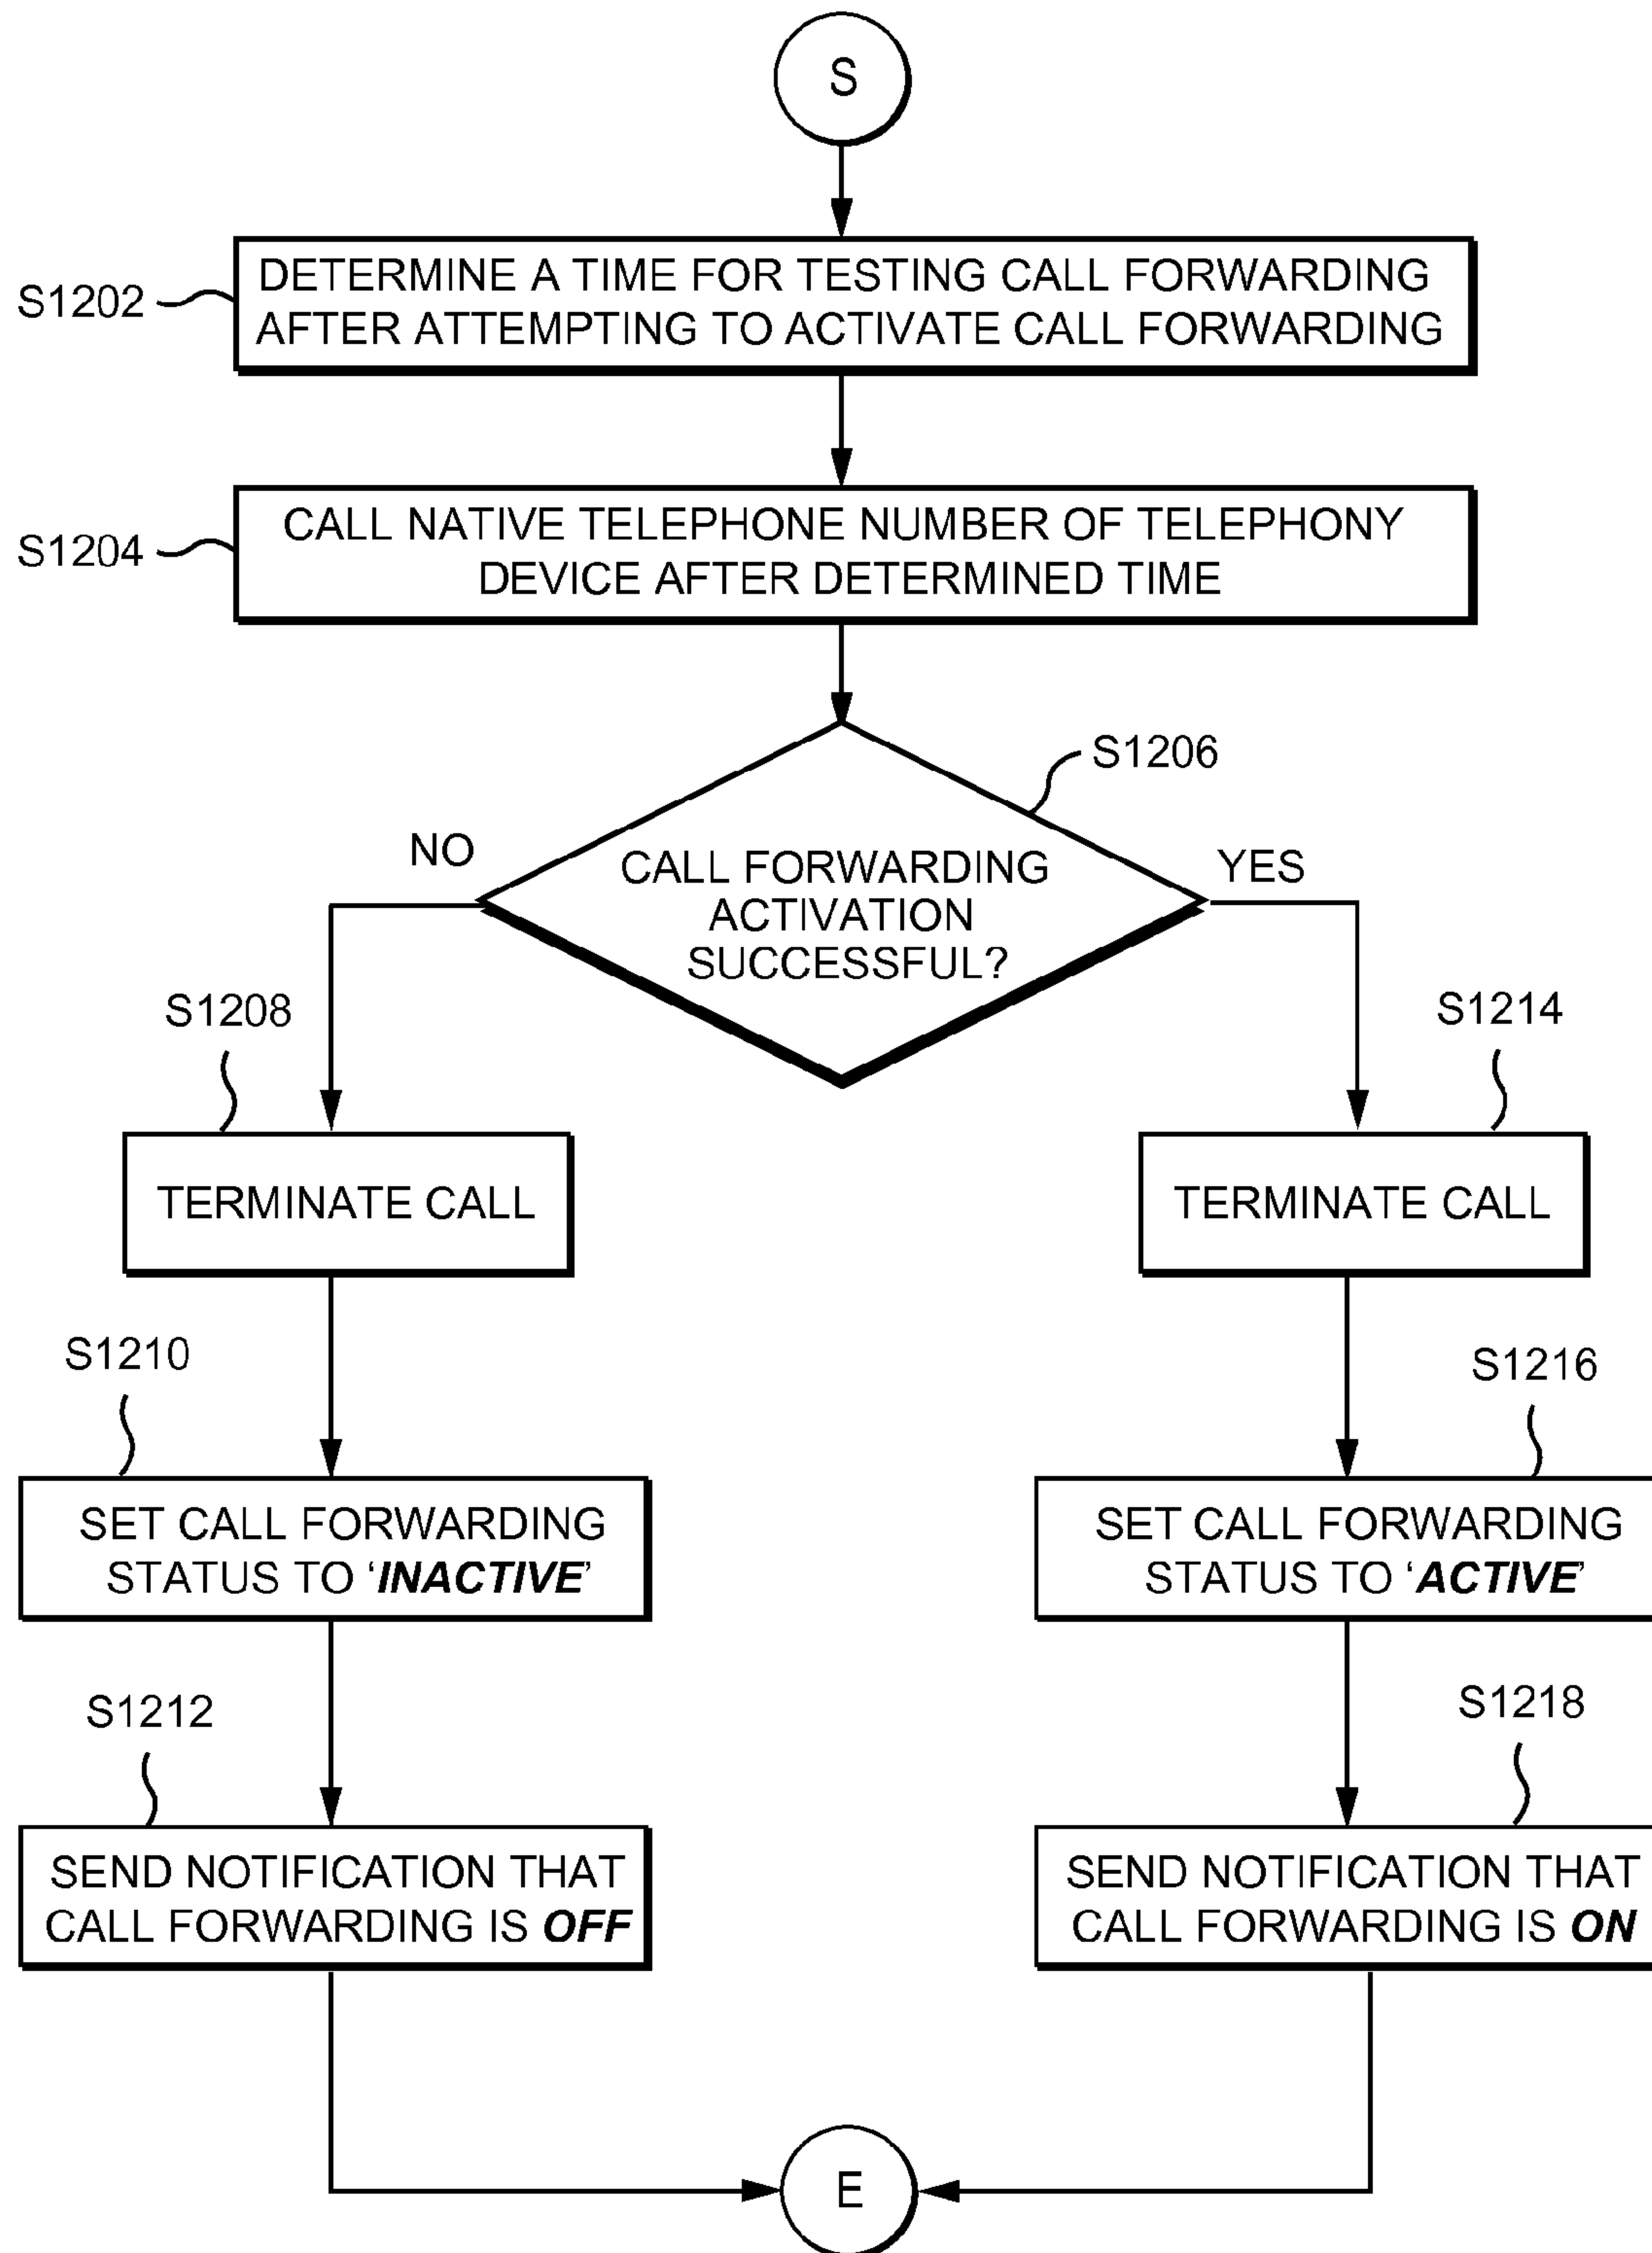 S
S1202
DETERMINE A TIME FOR TESTING CALL FORWARDING
AFTER ATTEMPTING TO ACTIVATE CALL FORWARDING
S1204
CALL NATIVE TELEPHONE NUMBER OF TELEPHONY
DEVICE AFTER DETERMINED TIME
S1206
CALL FORWARDING
ACTIVATION
SUCCESSFUL?
NO
YES
S1208
TERMINATE CALL
S1210
SET CALL FORWARDING
STATUS TO ‘INACTIVE’
S1212
SEND NOTIFICATION THAT
CALL FORWARDING IS OFF
S1214
TERMINATE CALL
S1216
SET CALL FORWARDING
STATUS TO ‘ACTIVE’
S1218
SEND NOTIFICATION THAT
CALL FORWARDING IS ON
E